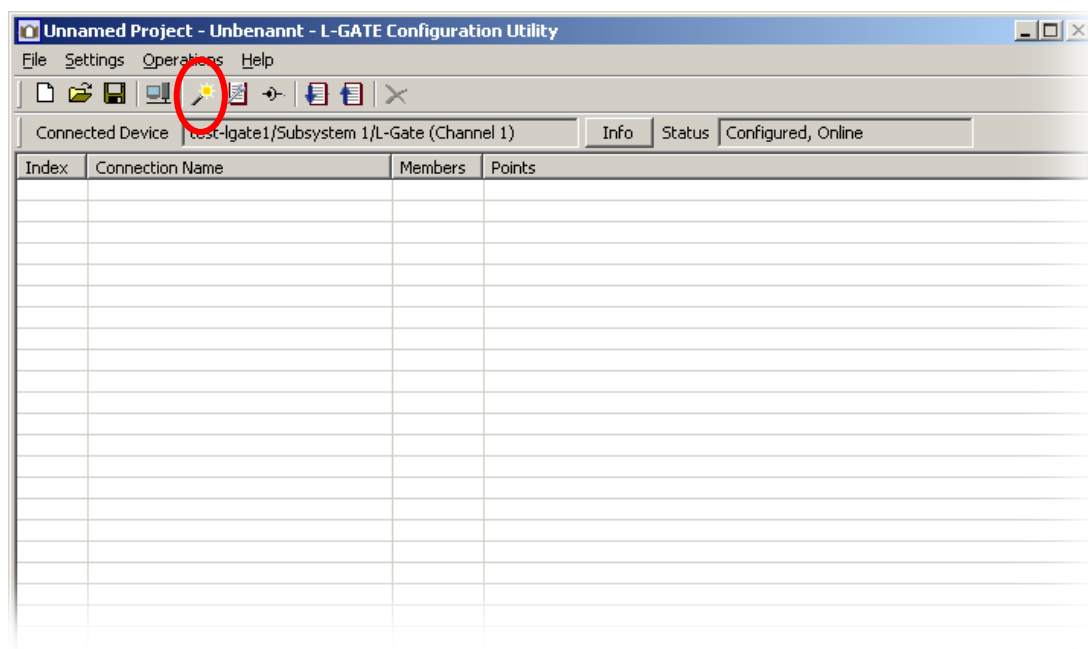 Unnamed Project - Unbenannt - L-GATE Configuration Utility
File Settings Operations Help
Connected Device test-lgate1/Subsystem 1/L-Gate (Channel 1) Info Status Configured, Online
Index Connection Name Members Points